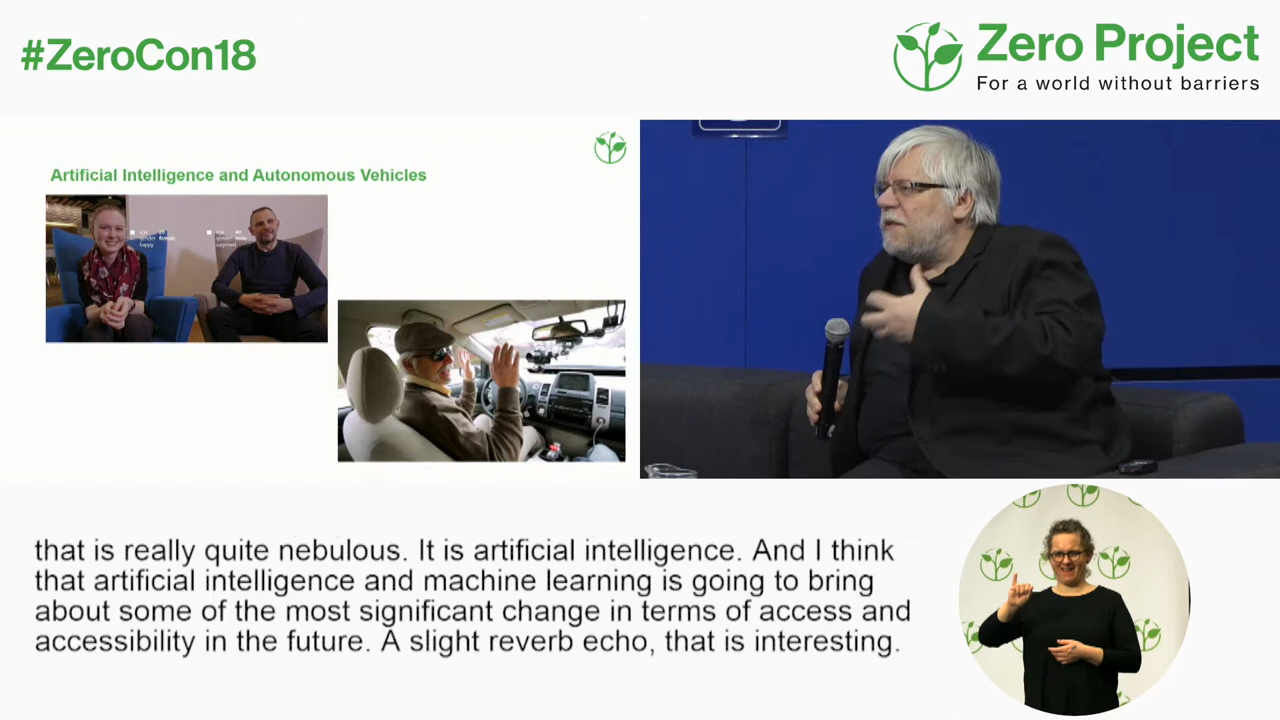 #ZeroCon18
Zero Project
For a world without barriers
Artificial Intelligence and Autonomous Vehicles
that is really quite nebulous. It is artificial intelligence. And I think
that artificial intelligence and machine learning is going to bring
about some of the most significant change in terms of access and
accessibility in the future. A slight reverb echo, that is interesting.